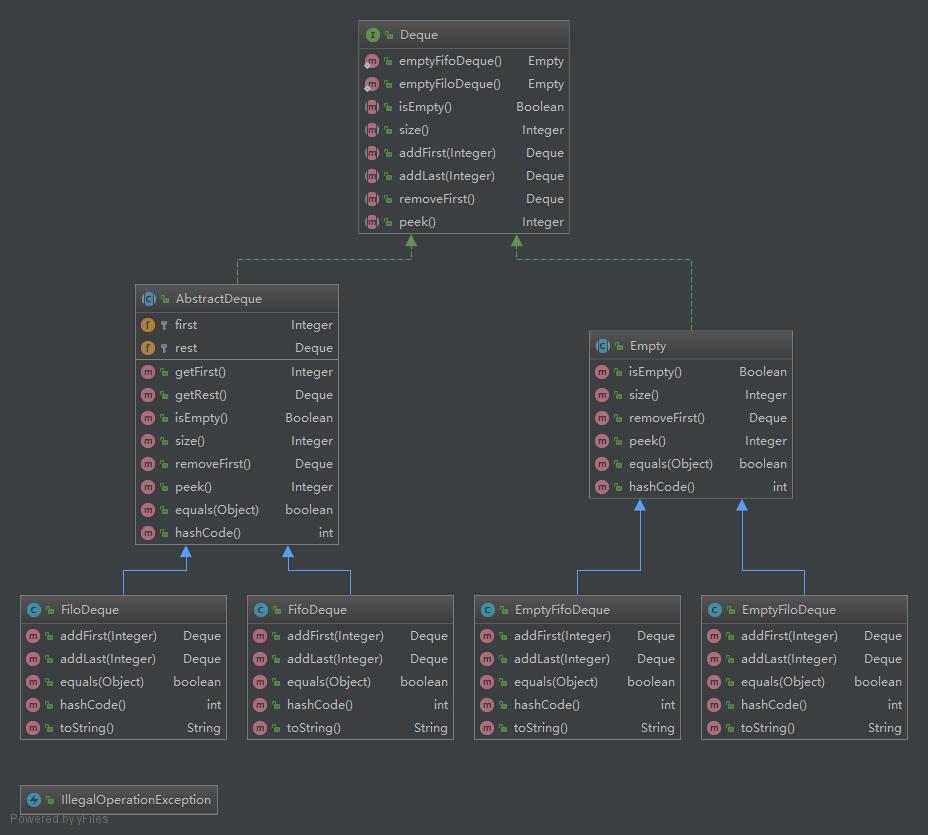 Deque
emptyFifoDeque() Empty
emptyFiloDeque() Empty
isEmpty() Boolean
size() Integer
addFirst(Integer) Deque
addLast(Integer) Deque
removeFirst() Deque
peek() Integer
AbstractDeque
first Integer
rest Deque
getFirst() Integer
getRest() Deque
isEmpty() Boolean
size() Integer
removeFirst() Deque
peek() Integer
equals(Object) boolean
hashCode() int
Empty
isEmpty() Boolean
size() Integer
removeFirst() Deque
peek() Integer
equals(Object) boolean
hashCode() int
FiloDeque
addFirst(Integer) Deque
addLast(Integer) Deque
equals(Object) boolean
hashCode() int
toString() String
FifoDeque
addFirst(Integer) Deque
addLast(Integer) Deque
equals(Object) boolean
hashCode() int
toString() String
EmptyFifoDeque
addFirst(Integer) Deque
addLast(Integer) Deque
equals(Object) boolean
hashCode() int
toString() String
EmptyFiloDeque
addFirst(Integer) Deque
addLast(Integer) Deque
equals(Object) boolean
hashCode() int
toString() String
IllegalOperationException
Powered by yFiles